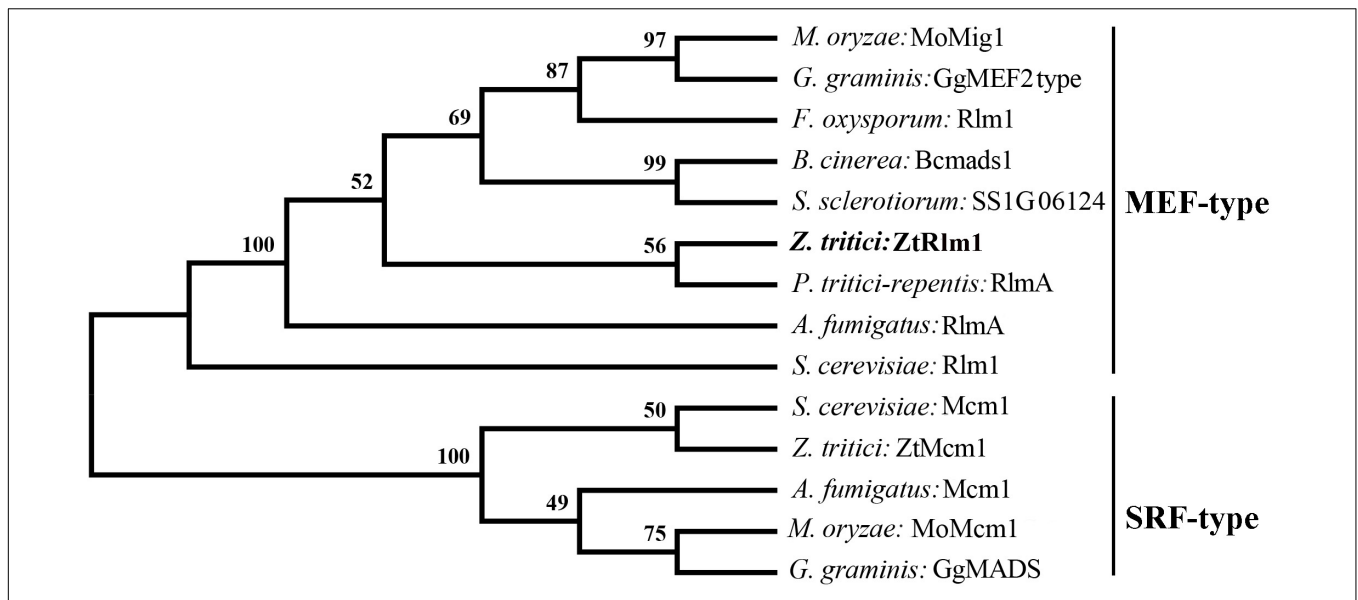 97
M. oryzae: MoMig1
87
G. graminis: GgMEF2 type
69
F. oxysporum: Rlm1
99
B. cinerea: Bcmads1
52
S. sclerotiorum: SS1G 06124
MEF-type
100
56
Z. tritici: ZtRlm1
P. tritici-repentis: RlmA
A. fumigatus: RlmA
S. cerevisiae: Rlm1
50
S. cerevisiae: Mcm1
100
Z. tritici: ZtMcm1
49
A. fumigatus: Mcm1
SRF-type
75
M. oryzae: MoMcm1
G. graminis: GgMADS